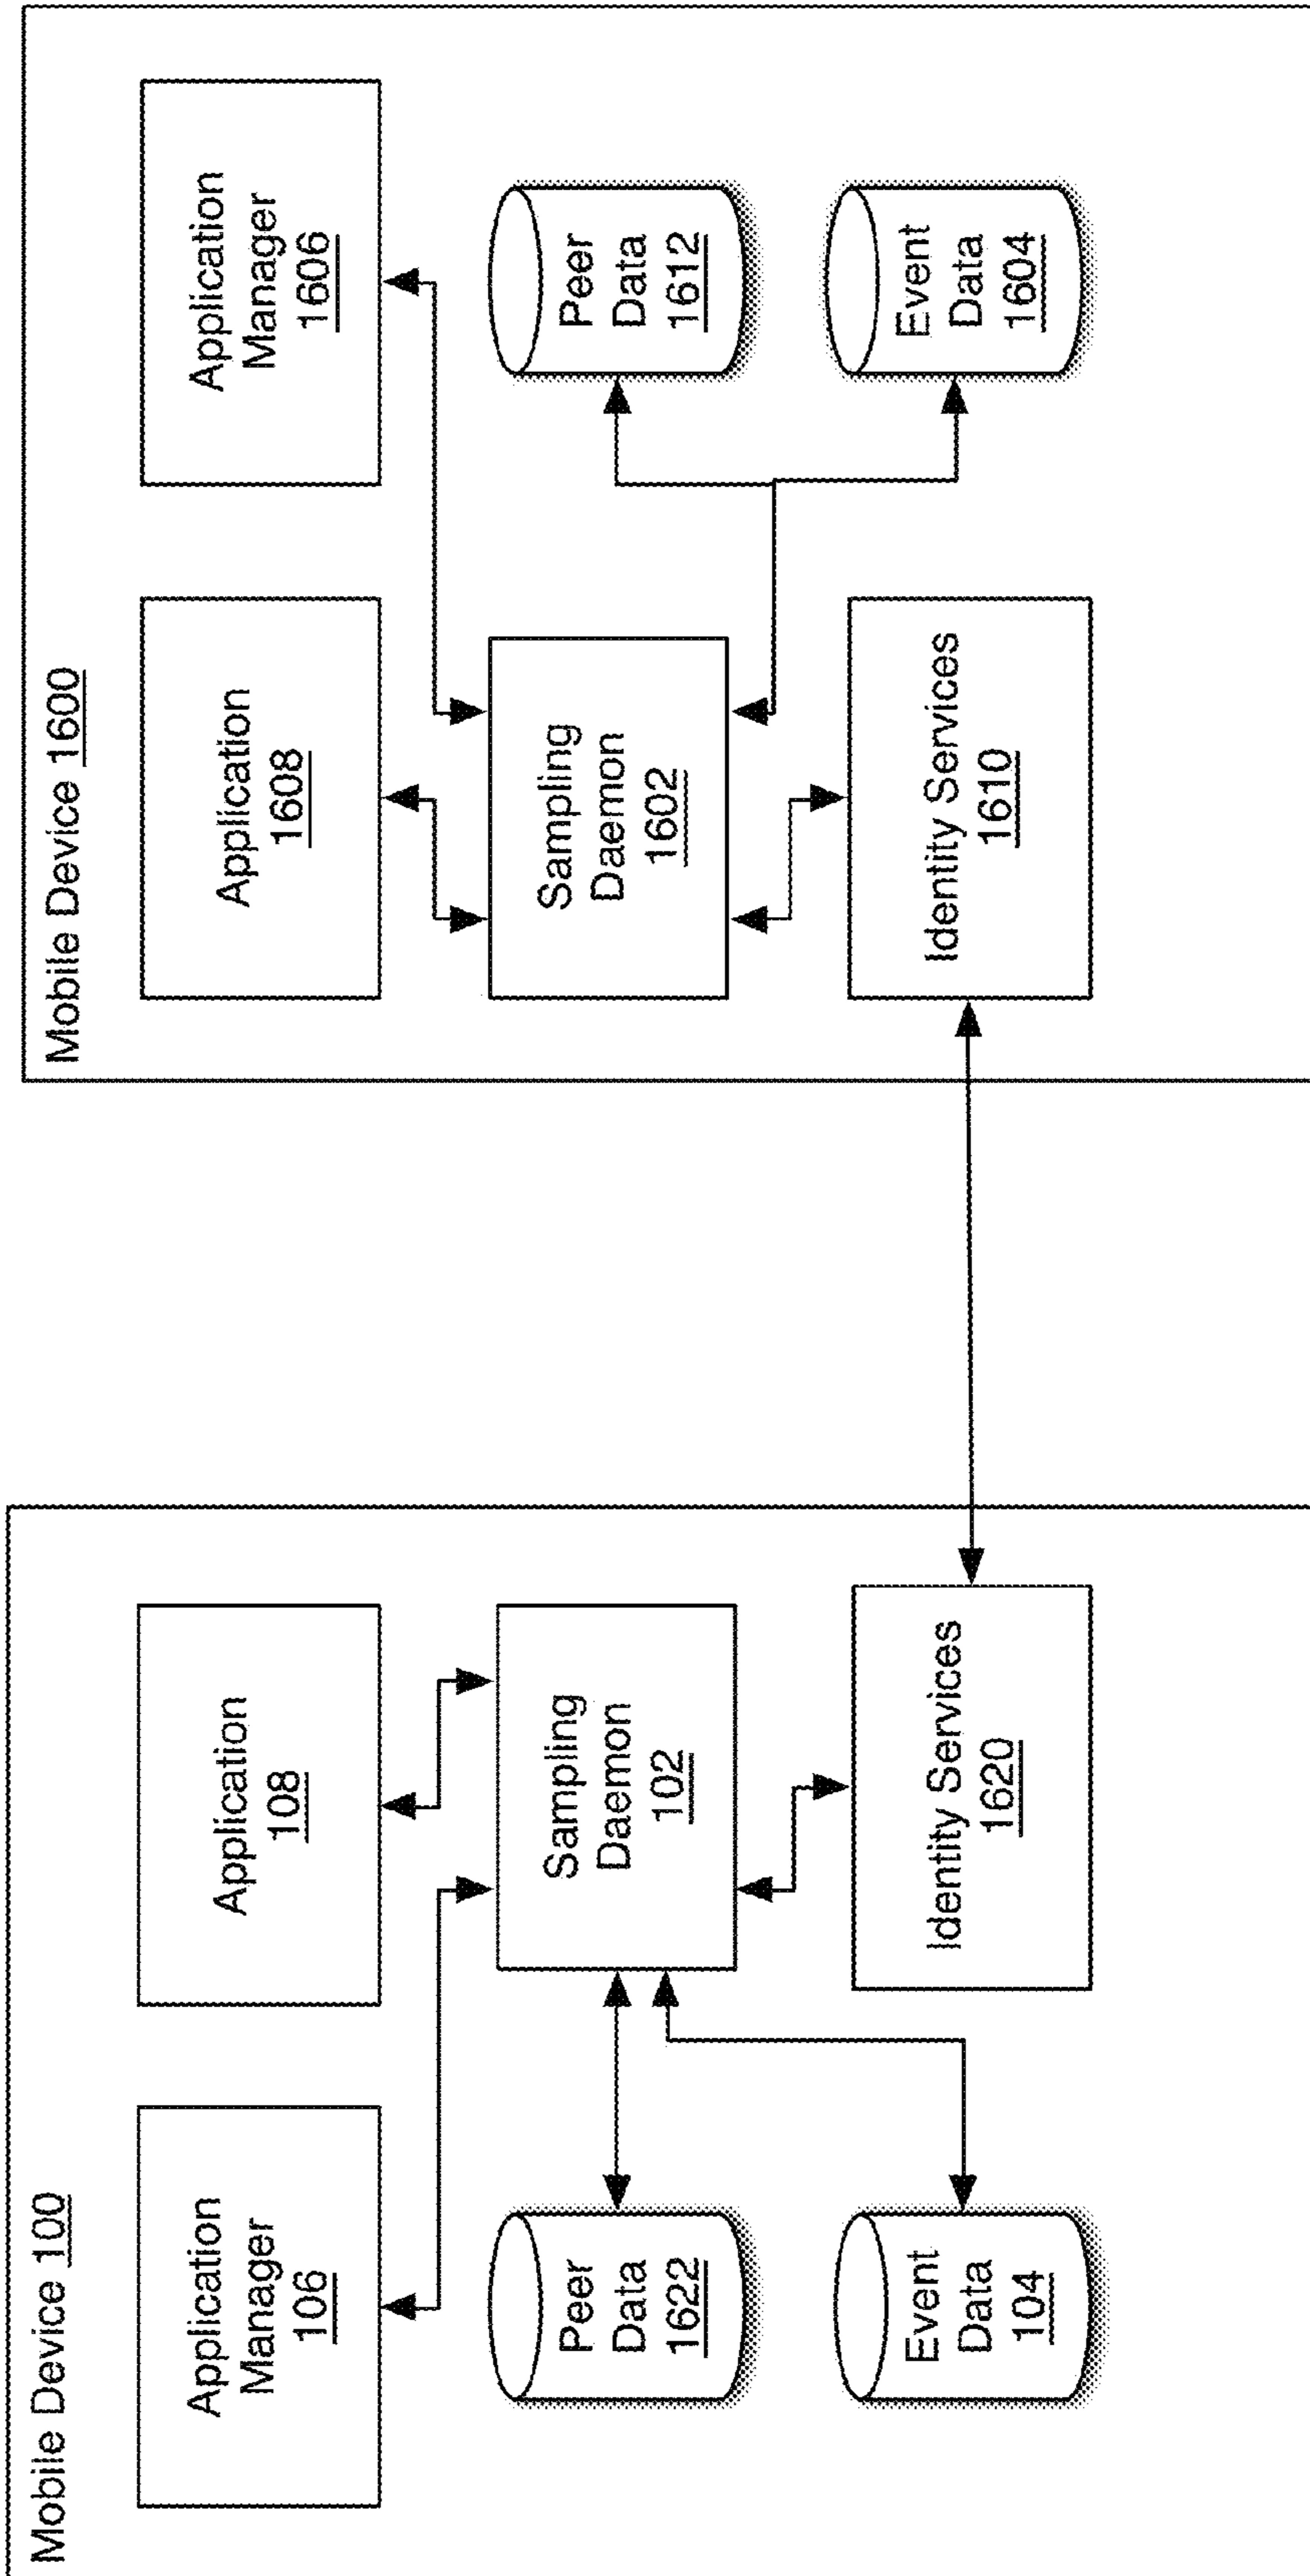 Mobile Device 100
Application
Manager
106
Application
108
Peer
Data
1622
Sampling
Daemon
102
Event
Data
104
Identity Services
1620
Mobile Device 1600
Application
1608
Application
Manager
1606
Sampling
Daemon
1602
Peer
Data
1612
Identity Services
1610
Event
Data
1604